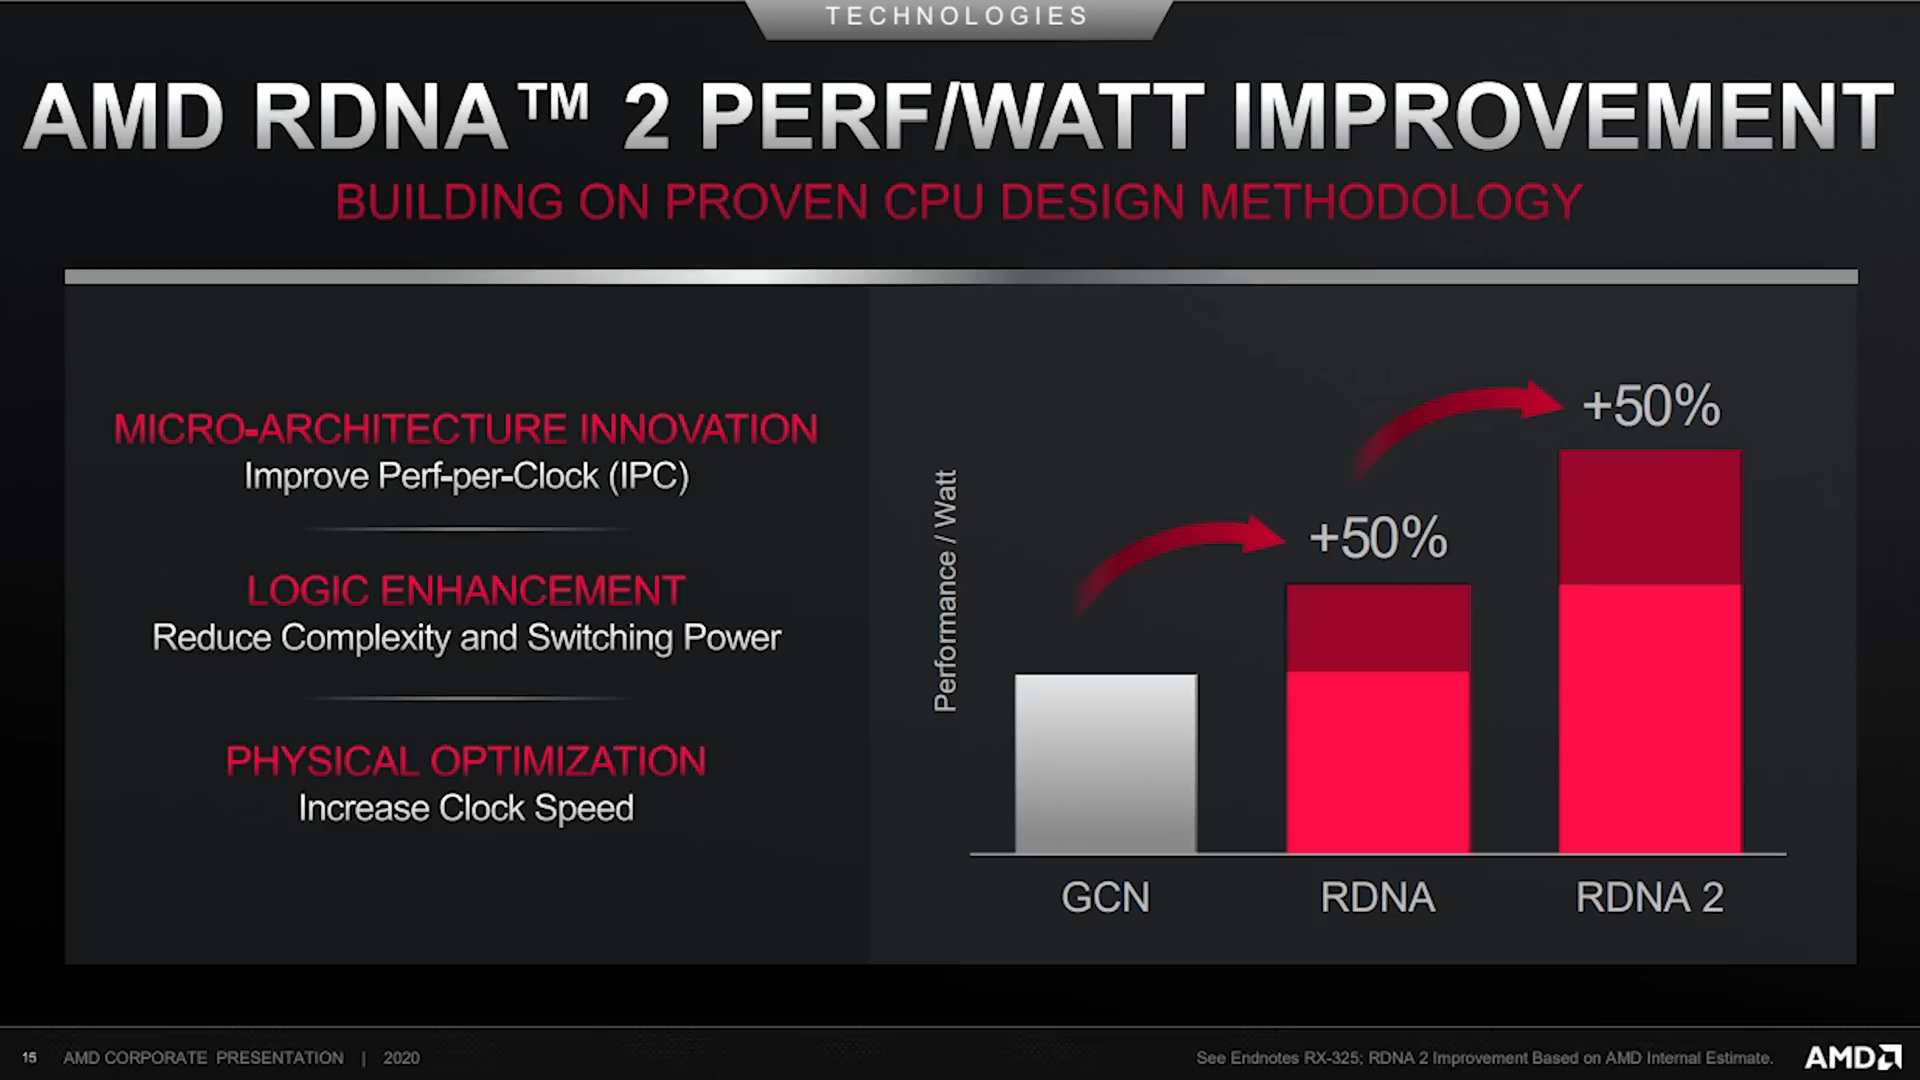 TECHNOLOGIES
AMD RDNA™ 2 PERF/WATT IMPROVEMENT
BUILDING ON PROVEN CPU DESIGN METHODOLOGY
MICRO-ARCHITECTURE INNOVATION
Improve Perf-per-Clock (IPC)
LOGIC ENHANCEMENT
Reduce Complexity and Switching Power
PHYSICAL OPTIMIZATION
Increase Clock Speed
Performance / Watt
+50%
+50%
GCN
RDNA
RDNA 2
15 AMD CORPORATE PRESENTATION | 2020
See Endnotes RX-325; RDNA 2 Improvement Based on AMD Internal Estimate.
AMD